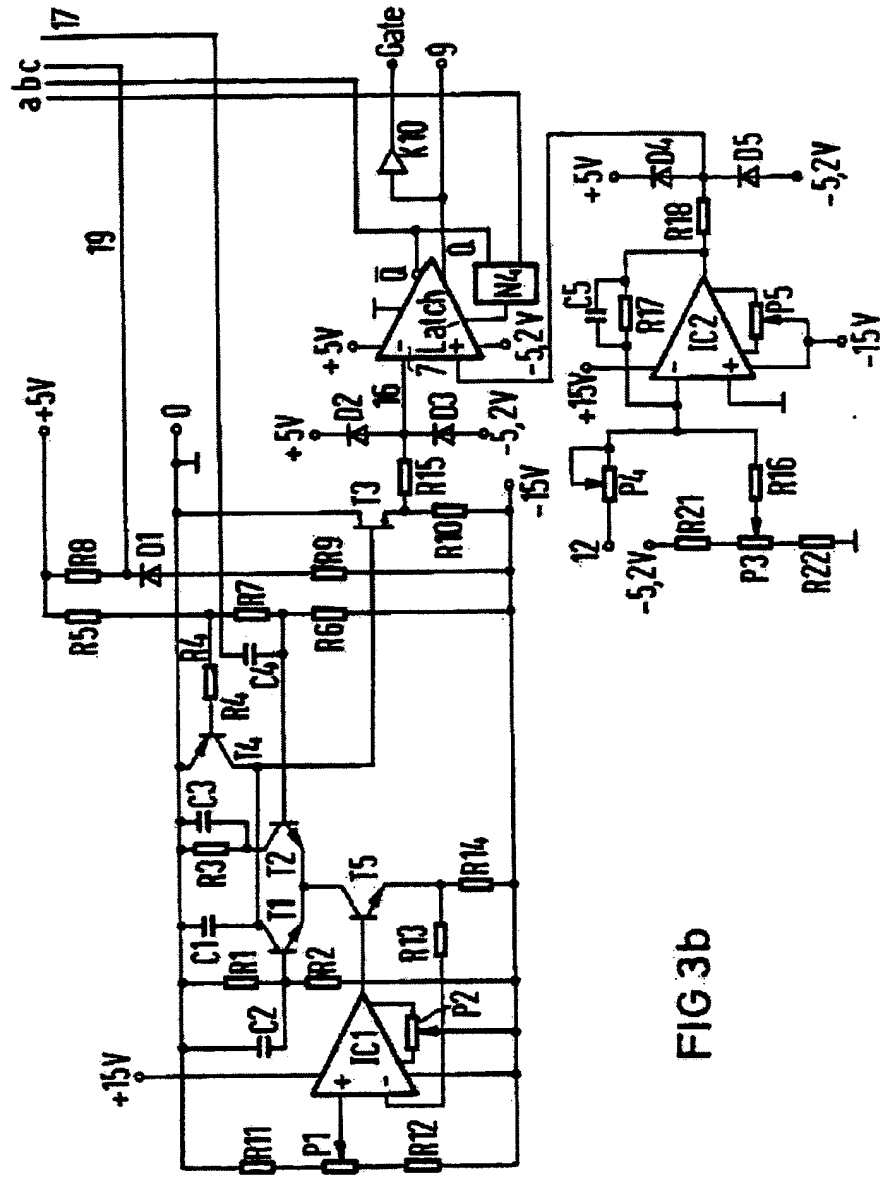 17
a b c
Gate
9
K10
19
+5V
0
R5
R8
D1
R4
R4
R7
C4
R6
R9
T4
T3
C3
R3
T2
C1
T1
R1
C2
R2
T5
R13
R14
+15V
IC1
+
-
P2
R11
P1
R12
+5V
D2
16
D3
-5,2V
R15
R10
-15V
+5V
-
7
Latch
+
Q
Q
N4
-5,2V
+5V
D4
D5
-5,2V
R18
C5
R17
+15V
-
IC2
+
P5
-15V
12
P4
-5,2V
R21
R16
P3
R22
FIG 3b